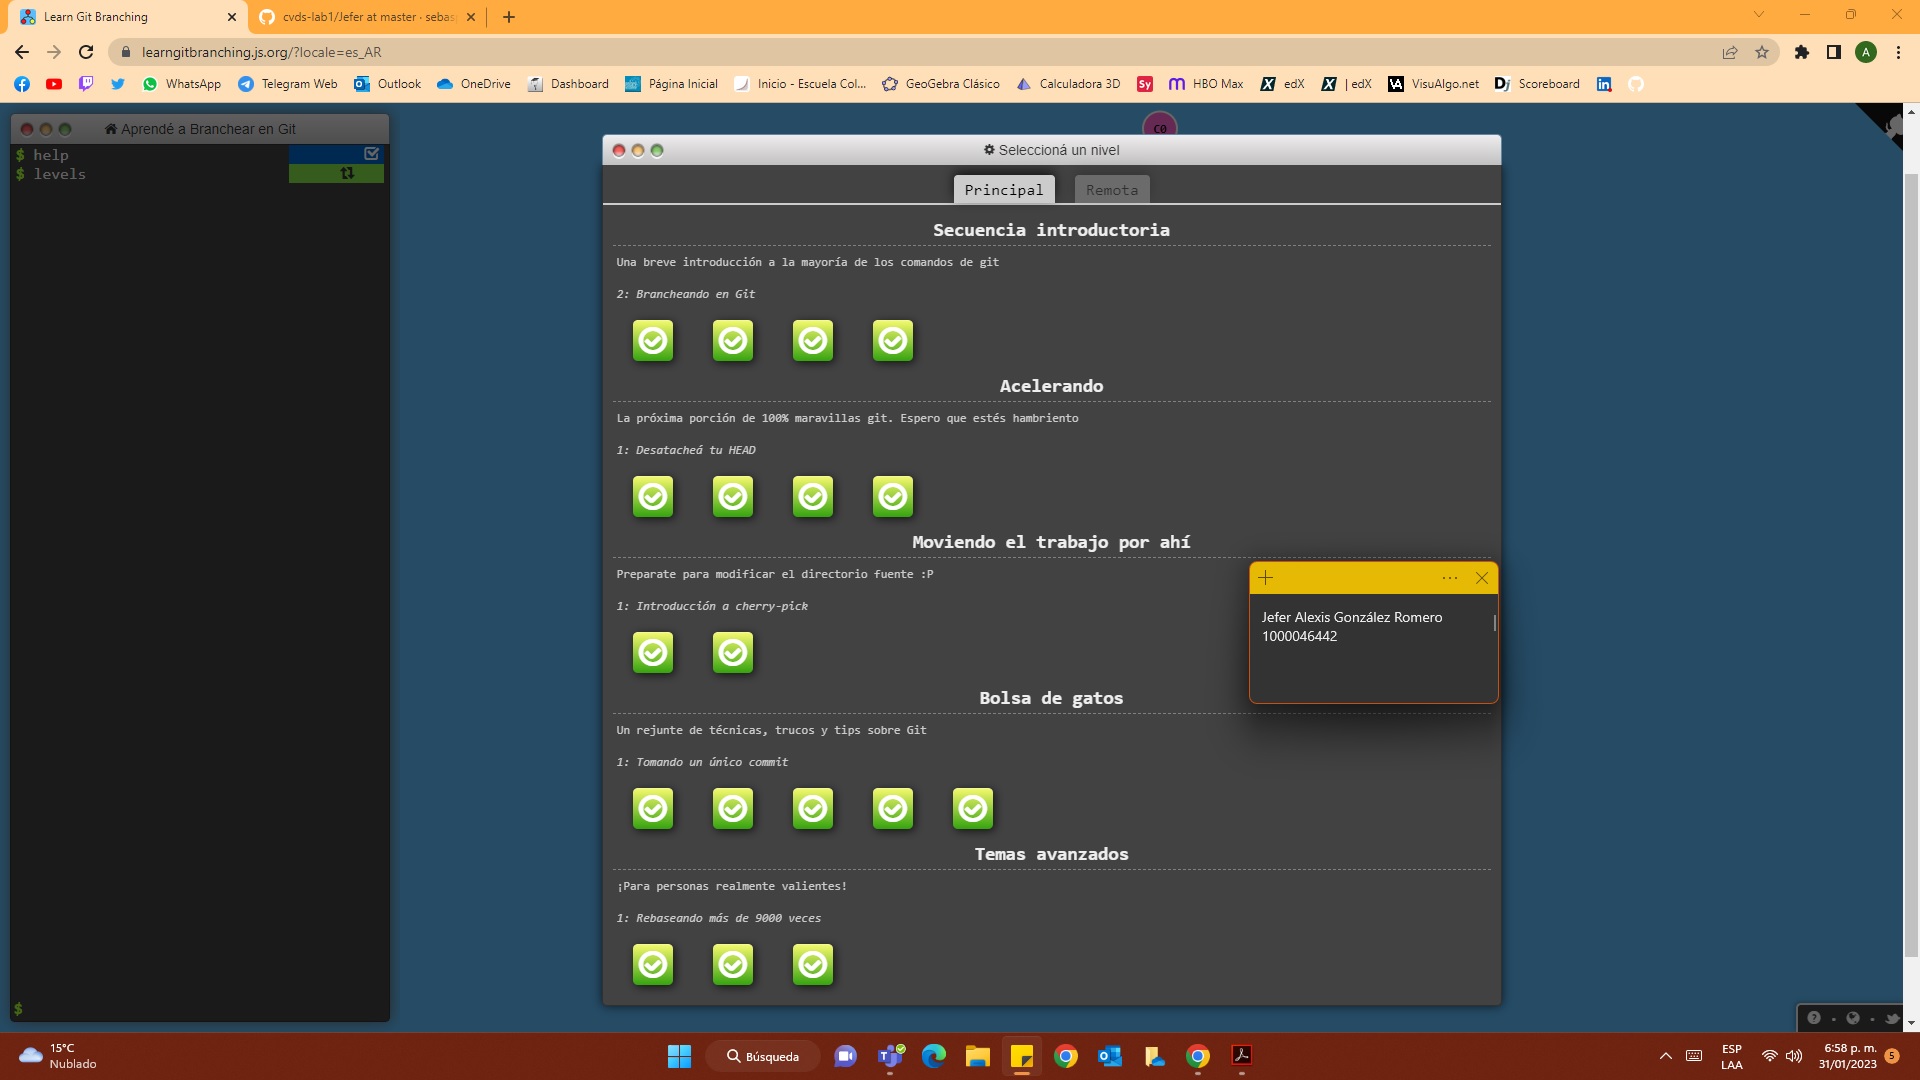 Learn Git Branching
cvds-lab1/Jefer at master · sebas
learngitbranching.js.org/?locale=es_AR
A
WhatsApp
Telegram Web
Outlook
OneDrive
Dashboard
Página Inicial
Inicio - Escuela Col...
GeoGebra Clásico
Calculadora 3D
Sy
HBO Max
edX
| edX
VisuAlgo.net
Scoreboard
Aprendé a Branchear en Git
$ help
$ levels
$
C0
Seleccioná un nivel
Principal
Remota
Secuencia introductoria
Una breve introducción a la mayoría de los comandos de git
2: Brancheando en Git
Acelerando
La próxima porción de 100% maravillas git. Espero que estés hambriento
1: Desatacheá tu HEAD
Moviendo el trabajo por ahí
Preparate para modificar el directorio fuente :P
1: Introducción a cherry-pick
Jefer Alexis González Romero
1000046442
Bolsa de gatos
Un rejunte de técnicas, trucos y tips sobre Git
1: Tomando un único commit
Temas avanzados
¡Para personas realmente valientes!
1: Rebaseando más de 9000 veces
15°C
Nublado
Búsqueda
ESP
LAA
6:58 p. m.
31/01/2023
5